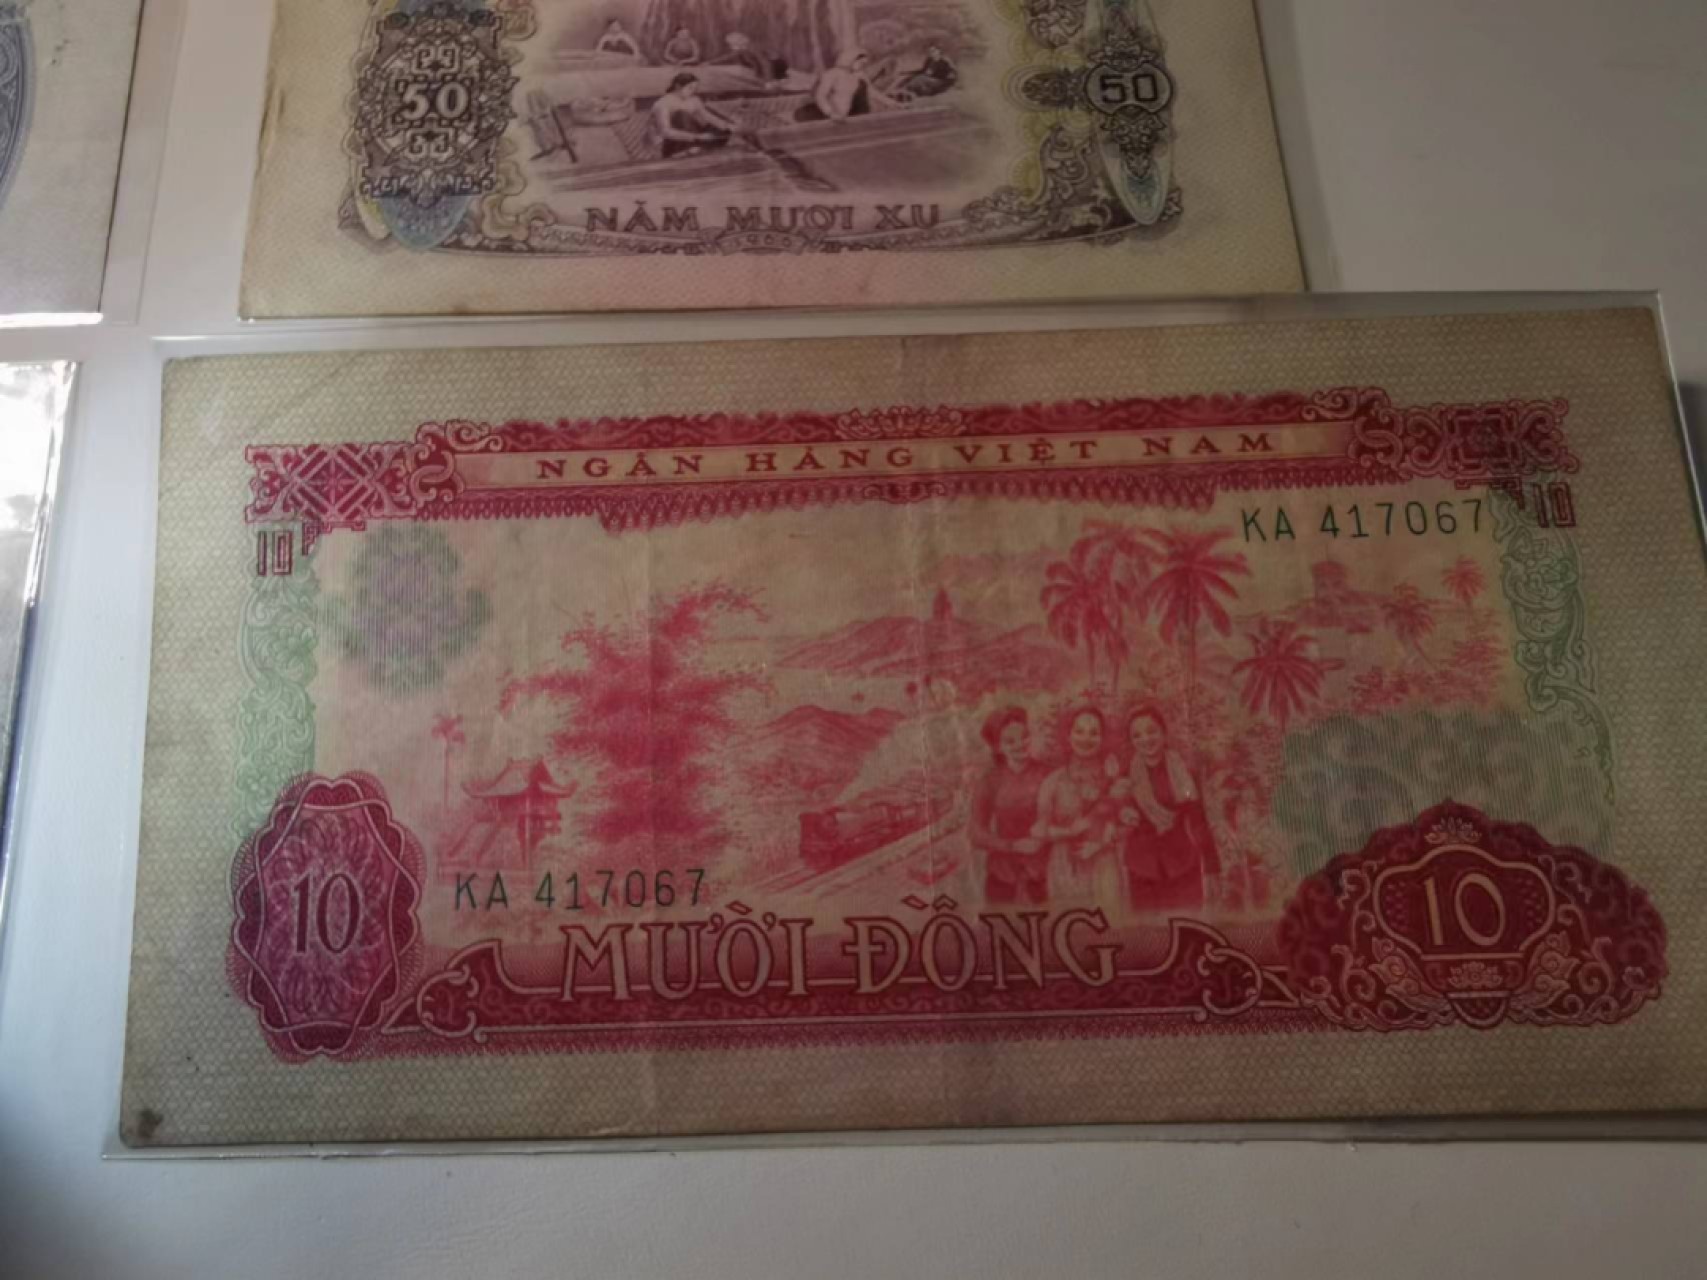 50
50
NĂM MƯƠI XU
1966
NGÂN HÀNG VIỆT NAM
10
KA 417067
10
KA 417067
10
MƯỜI ĐỒNG
10